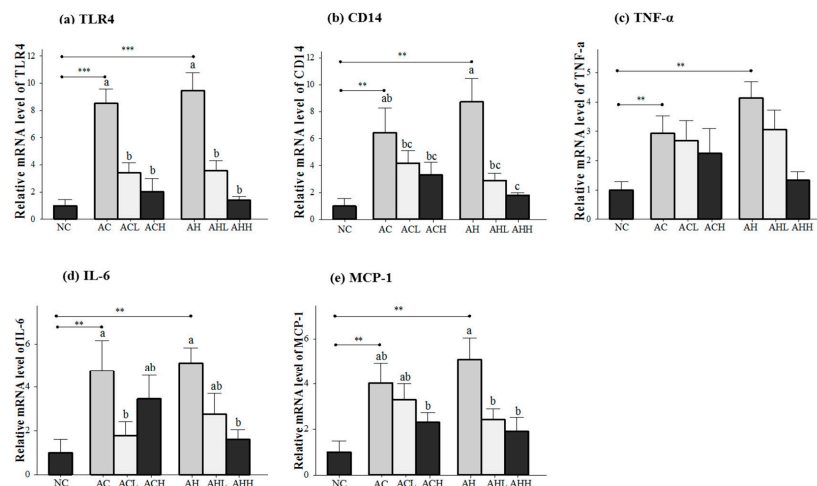 (a) TLR4
(b) CD14
(c) TNF-α
Relative mRNA level of TLR4
12
10
8
6
4
2
0
***
***
a
b
b
a
b
b
NC AC ACL ACH AH AHL AHH
Relative mRNA level of CD14
12
10
8
6
4
2
0
**
**
ab
bc
bc
a
bc
c
NC AC ACL ACH AH AHL AHH
Relative mRNA level of TNF-a
5
4
3
2
1
0
**
**
NC AC ACL ACH AH AHL AHH
(d) IL-6
(e) MCP-1
Relative mRNA level of IL-6
6
4
2
0
**
**
a
b
ab
a
ab
b
NC AC ACL ACH AH AHL AHH
Relative mRNA level of MCP-1
6
4
2
0
**
**
ab
ab
b
a
b
b
NC AC ACL ACH AH AHL AHH